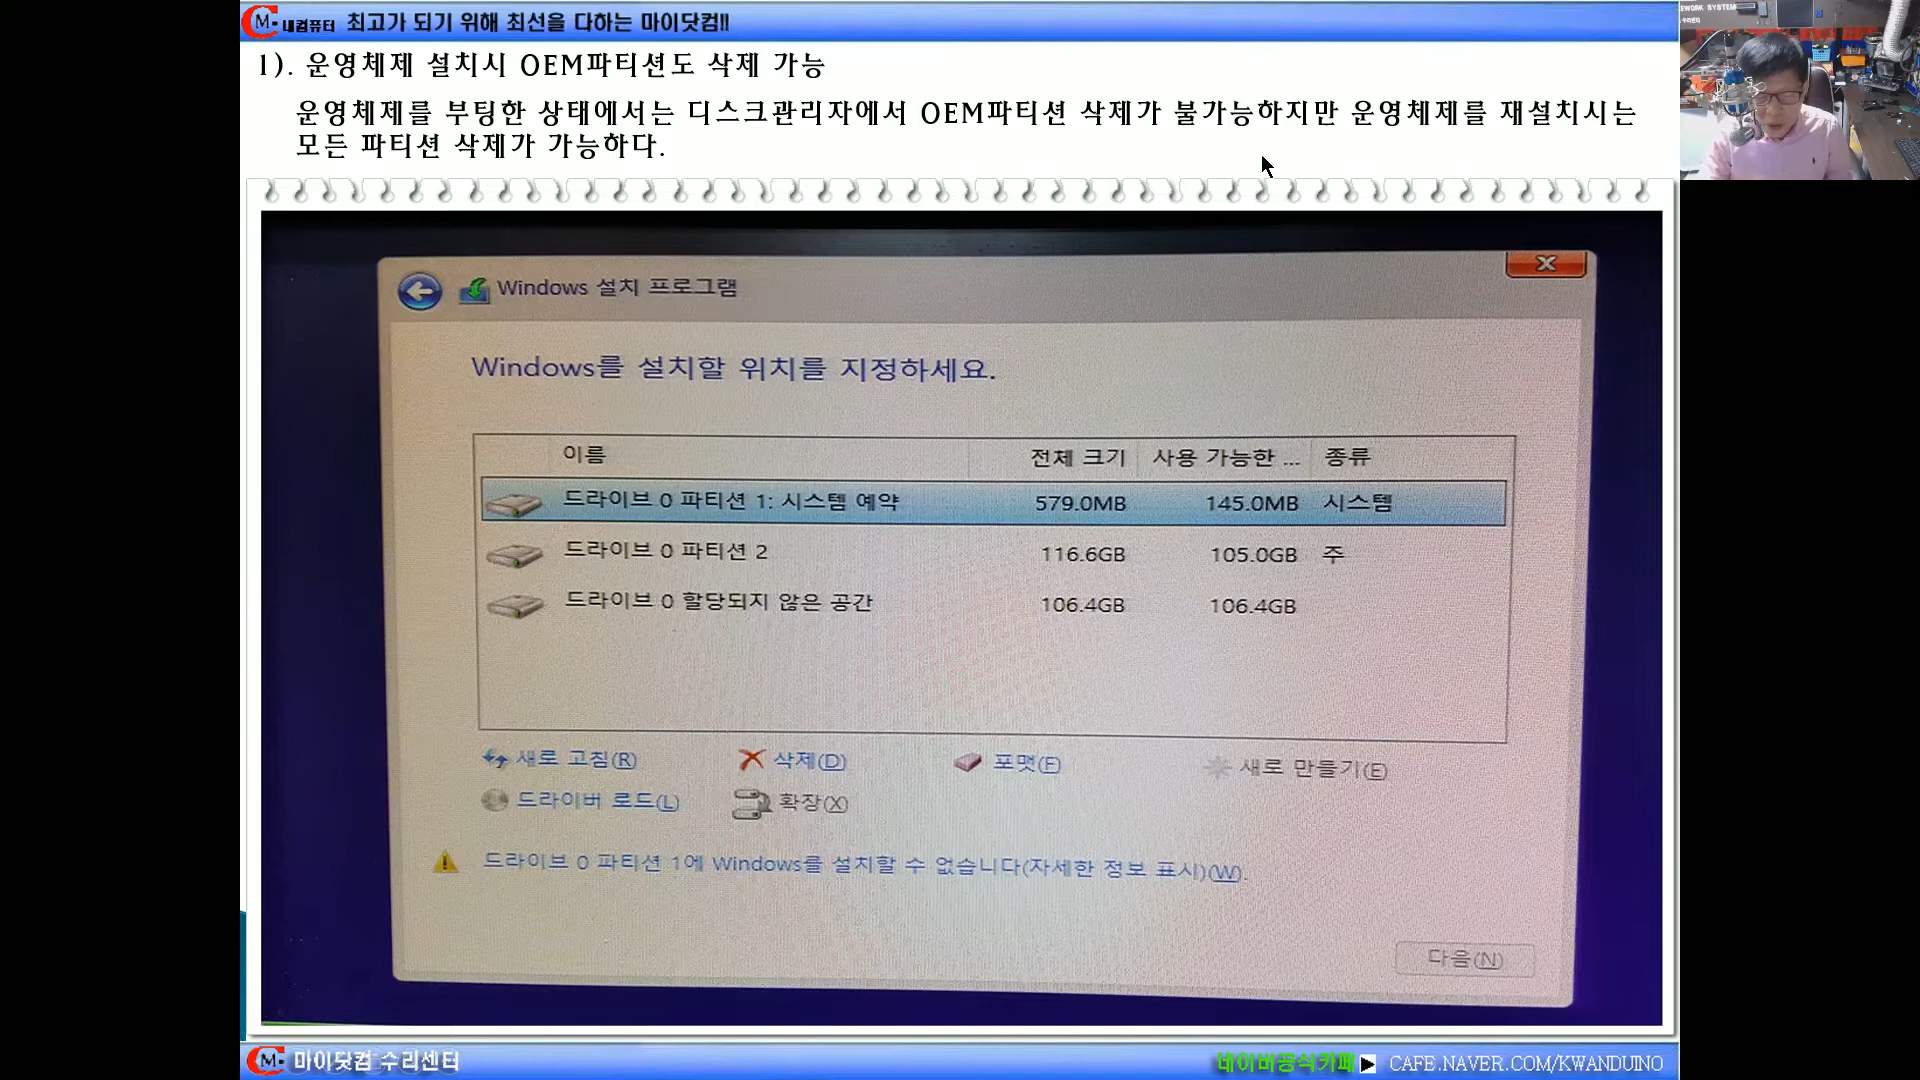 내컴퓨터 최고가 되기 위해 최선을 다하는 마이닷컴!!
1). 운영체제 설치시 OEM파티션도 삭제 가능
운영체제를 부팅한 상태에서는 디스크관리자에서 OEM파티션 삭제가 불가능하지만 운영체제를 재설치시는
모든 파티션 삭제가 가능하다.
Windows 설치 프로그램
Windows를 설치할 위치를 지정하세요.
이름 전체 크기 사용 가능한 ... 종류
드라이브 0 파티션 1: 시스템 예약 579.0MB 145.0MB 시스템
드라이브 0 파티션 2 116.6GB 105.0GB 주
드라이브 0 할당되지 않은 공간 106.4GB 106.4GB
새로 고침(R) 삭제(D) 포맷(F) 새로 만들기(E)
드라이버 로드(L) 확장(X)
드라이브 0 파티션 1에 Windows를 설치할 수 없습니다(자세한 정보 표시)(W).
다음(N)
마이닷컴 수리센터
네이버공식카페▶ CAFE.NAVER.COM/KWANDUINO